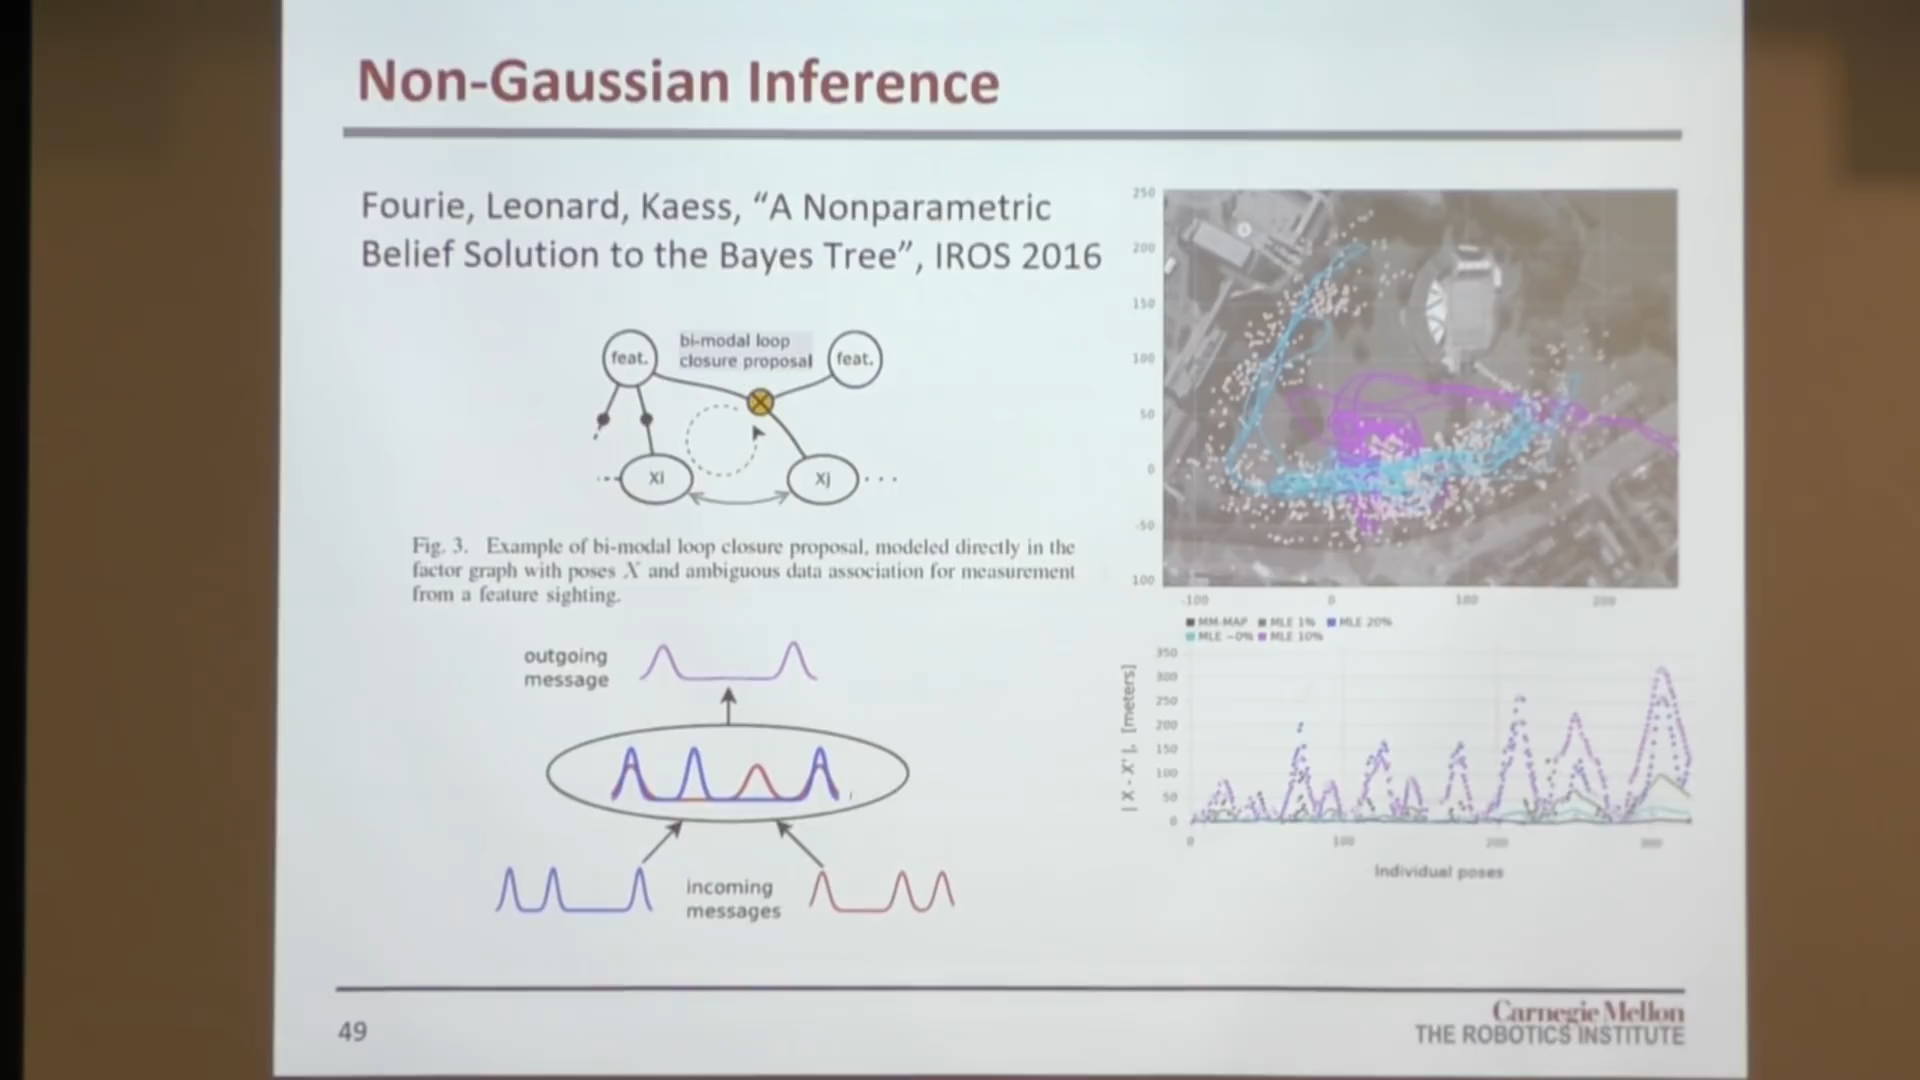 Non-Gaussian Inference
Fourie, Leonard, Kaess, “A Nonparametric
Belief Solution to the Bayes Tree”, IROS 2016
feat.
bi-modal loop
closure proposal
feat.
Xi
Xj
Fig. 3. Example of bi-modal loop closure proposal, modeled directly in the
factor graph with poses X and ambiguous data association for measurement
from a feature sighting.
outgoing
message
incoming
messages
250
200
150
100
50
0
-50
100
-100 0 100 200
MM-MAP MLE 1% MLE 20%
MLE ~0% MLE 10%
| X - X' |, [meters]
350
300
250
200
150
100
50
0
0 100 200 300
Individual poses
49
Carnegie Mellon
THE ROBOTICS INSTITUTE